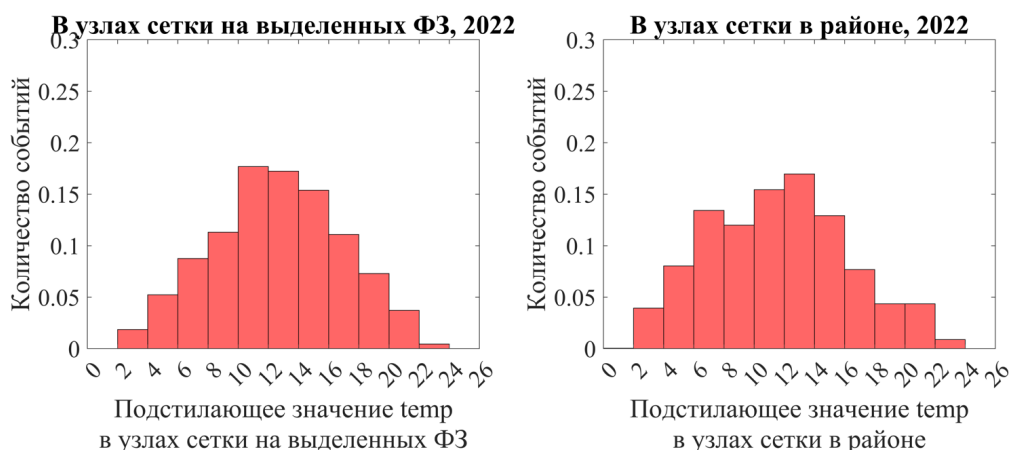 В узлах сетки на выделенных ФЗ, 2022
0.3
0.25
0.2
0.15
0.1
0.05
0
Количество событий
0 2 4 6 8 10 12 14 16 18 20 22 24 26
Подстилающее значение temp
в узлах сетки на выделенных ФЗ
В узлах сетки в районе, 2022
0.3
0.25
0.2
0.15
0.1
0.05
0
Количество событий
0 2 4 6 8 10 12 14 16 18 20 22 24 26
Подстилающее значение temp
в узлах сетки в районе